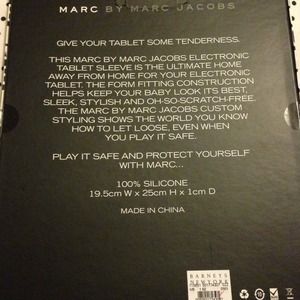 MARC BY MARC JACOBS
GIVE YOUR TABLET SOME TENDERNESS.
THIS MARC BY MARC JACOBS ELECTRONIC
TABLET SLEEVE IS THE ULTIMATE HOME
AWAY FROM HOME FOR YOUR ELECTRONIC
TABLET. THE FORM FITTING CONSTRUCTION
HELPS KEEP YOUR BABY LOOK ITS BEST,
SLEEK, STYLISH AND OH-SO-SCRATCH-FREE.
THE MARC BY MARC JACOBS CUSTOM
STYLING SHOWS THE WORLD YOU KNOW
HOW TO LET LOOSE, EVEN WHEN
YOU PLAY IT SAFE.
PLAY IT SAFE AND PROTECT YOURSELF
WITH MARC...
100% SILICONE
19.5cm W x 25cm H x 1cm D
MADE IN CHINA
BARNEYS
NEW YORK